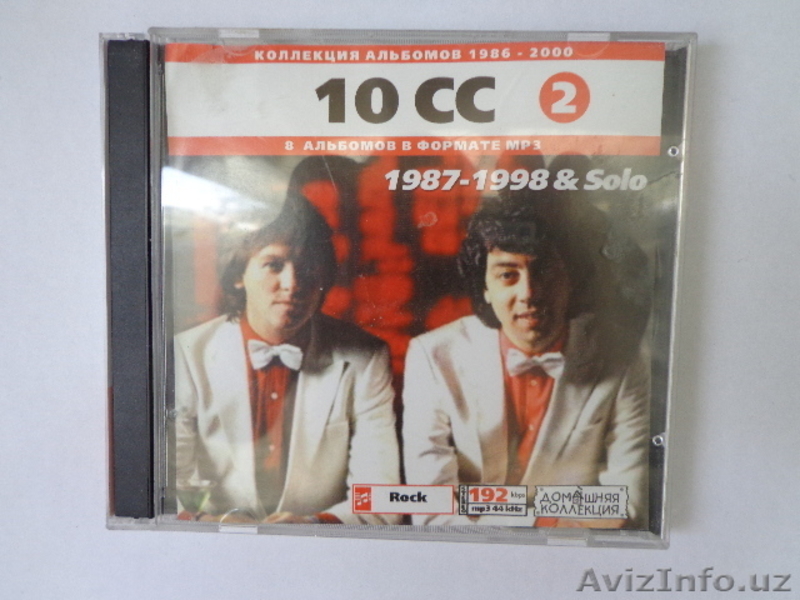 КОЛЛЕКЦИЯ АЛЬБОМОВ 1986 - 2000
10 CC 2
8 АЛЬБОМОВ В ФОРМАТЕ MP3
1987-1998 & Solo
Rock
192 kbps
mp3 44 kHz
ДОМАШНЯЯ
КОЛЛЕКЦИЯ
AvizInfo.uz